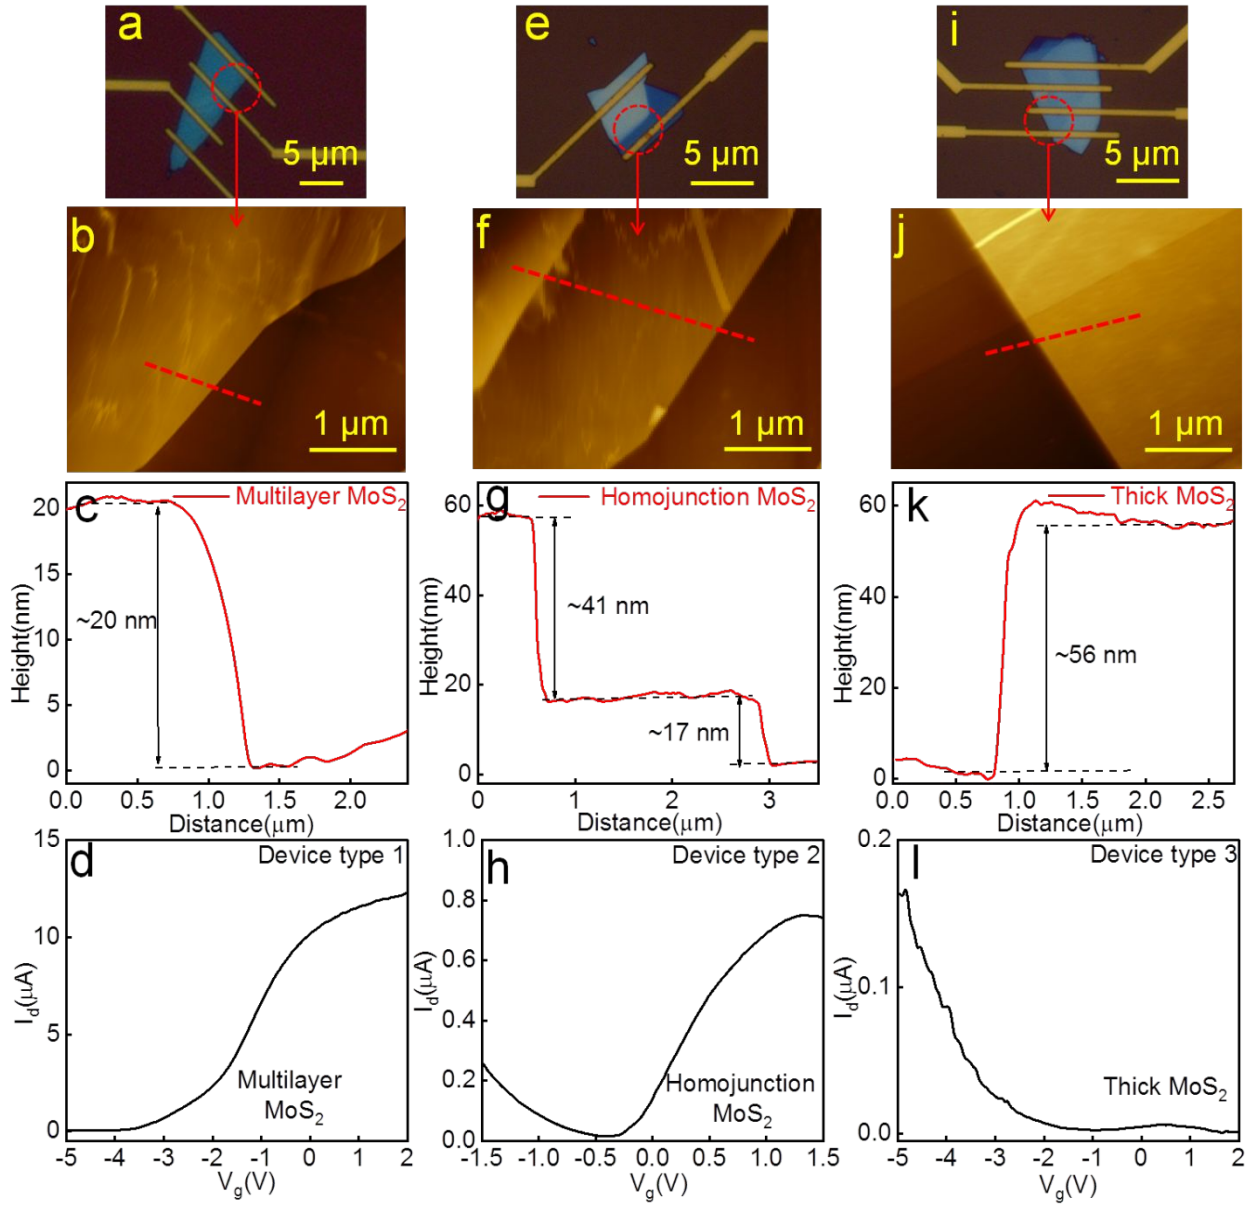 a
5 μm
e
5 μm
i
5 μm
b
1 μm
f
1 μm
j
1 μm
c
Multilayer MoS₂
~20 nm
Height(nm)
20
15
10
5
0
0.0 0.5 1.0 1.5 2.0
Distance(μm)
g
Homojunction MoS₂
~41 nm
~17 nm
Height(nm)
60
40
20
0
0 1 2 3
Distance(μm)
k
Thick MoS₂
~56 nm
Height(nm)
60
40
20
0
0.0 0.5 1.0 1.5 2.0 2.5
Distance(μm)
d
Device type 1
Multilayer
MoS₂
I_d(μA)
15
10
5
0
-5 -4 -3 -2 -1 0 1 2
V_g(V)
h
Device type 2
Homojunction
MoS₂
I_d(μA)
1.0
0.8
0.6
0.4
0.2
0.0
-1.5 -1.0 -0.5 0.0 0.5 1.0 1.5
V_g(V)
l
Device type 3
Thick MoS₂
I_d(μA)
0.2
0.1
0.0
-5 -4 -3 -2 -1 0 1 2
V_g(V)